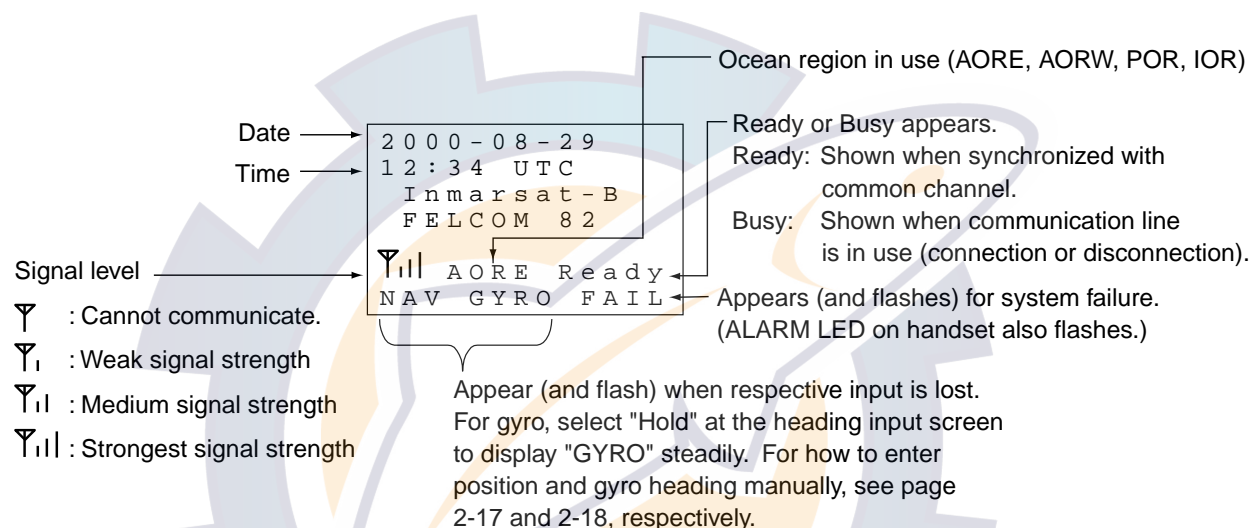 Ocean region in use (AORE, AORW, POR, IOR)
Date
2000-08-29
Time
12:34 UTC
Inmarsat-B
FELCOM 82
AORE Ready
NAV GYRO FAIL
Ready or Busy appears.
Ready: Shown when synchronized with
common channel.
Busy: Shown when communication line
is in use (connection or disconnection).
Appears (and flashes) for system failure.
(ALARM LED on handset also flashes.)
Signal level
: Cannot communicate.
: Weak signal strength
: Medium signal strength
: Strongest signal strength
Appear (and flash) when respective input is lost.
For gyro, select "Hold" at the heading input screen
to display "GYRO" steadily. For how to enter
position and gyro heading manually, see page
2-17 and 2-18, respectively.